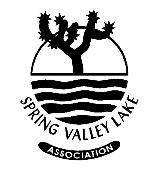 SPRING VALLEY LAKE
ASSOCIATION